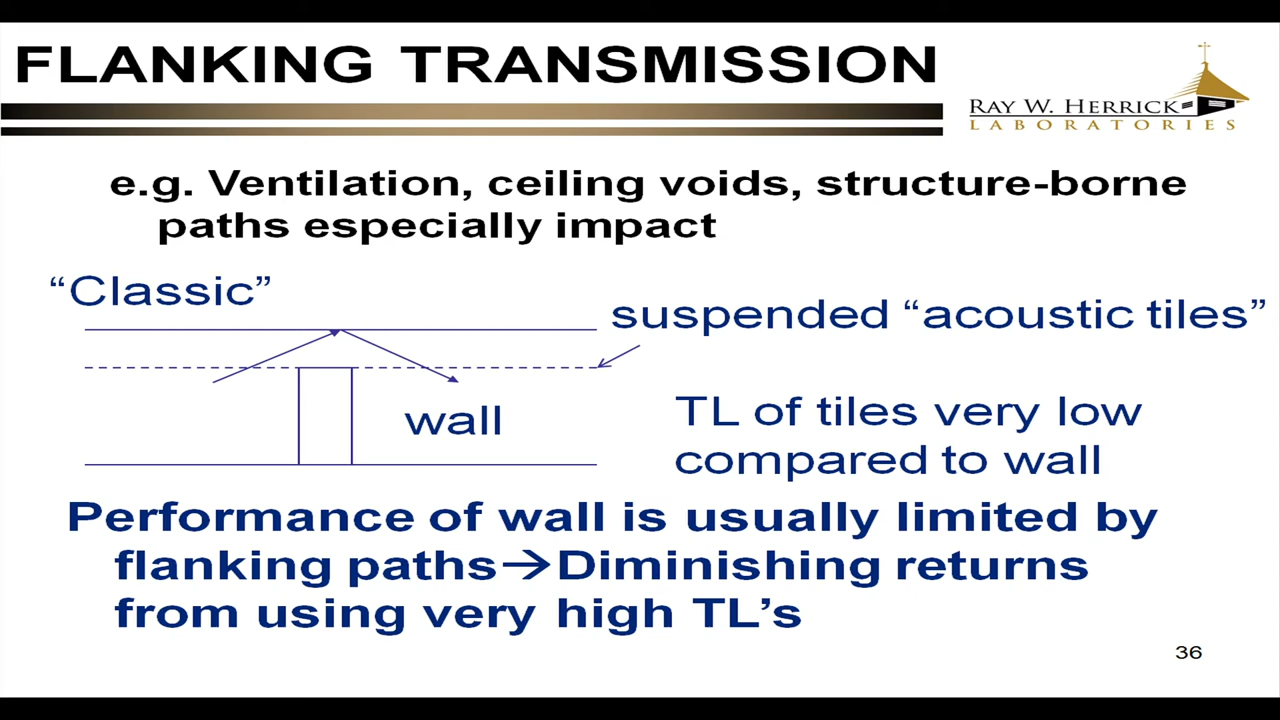 FLANKING TRANSMISSION
RAY W. HERRICK
LABORATORIES
e.g. Ventilation, ceiling voids, structure-borne
paths especially impact
“Classic”
suspended “acoustic tiles”
wall
TL of tiles very low
compared to wall
Performance of wall is usually limited by
flanking paths→Diminishing returns
from using very high TL’s
36